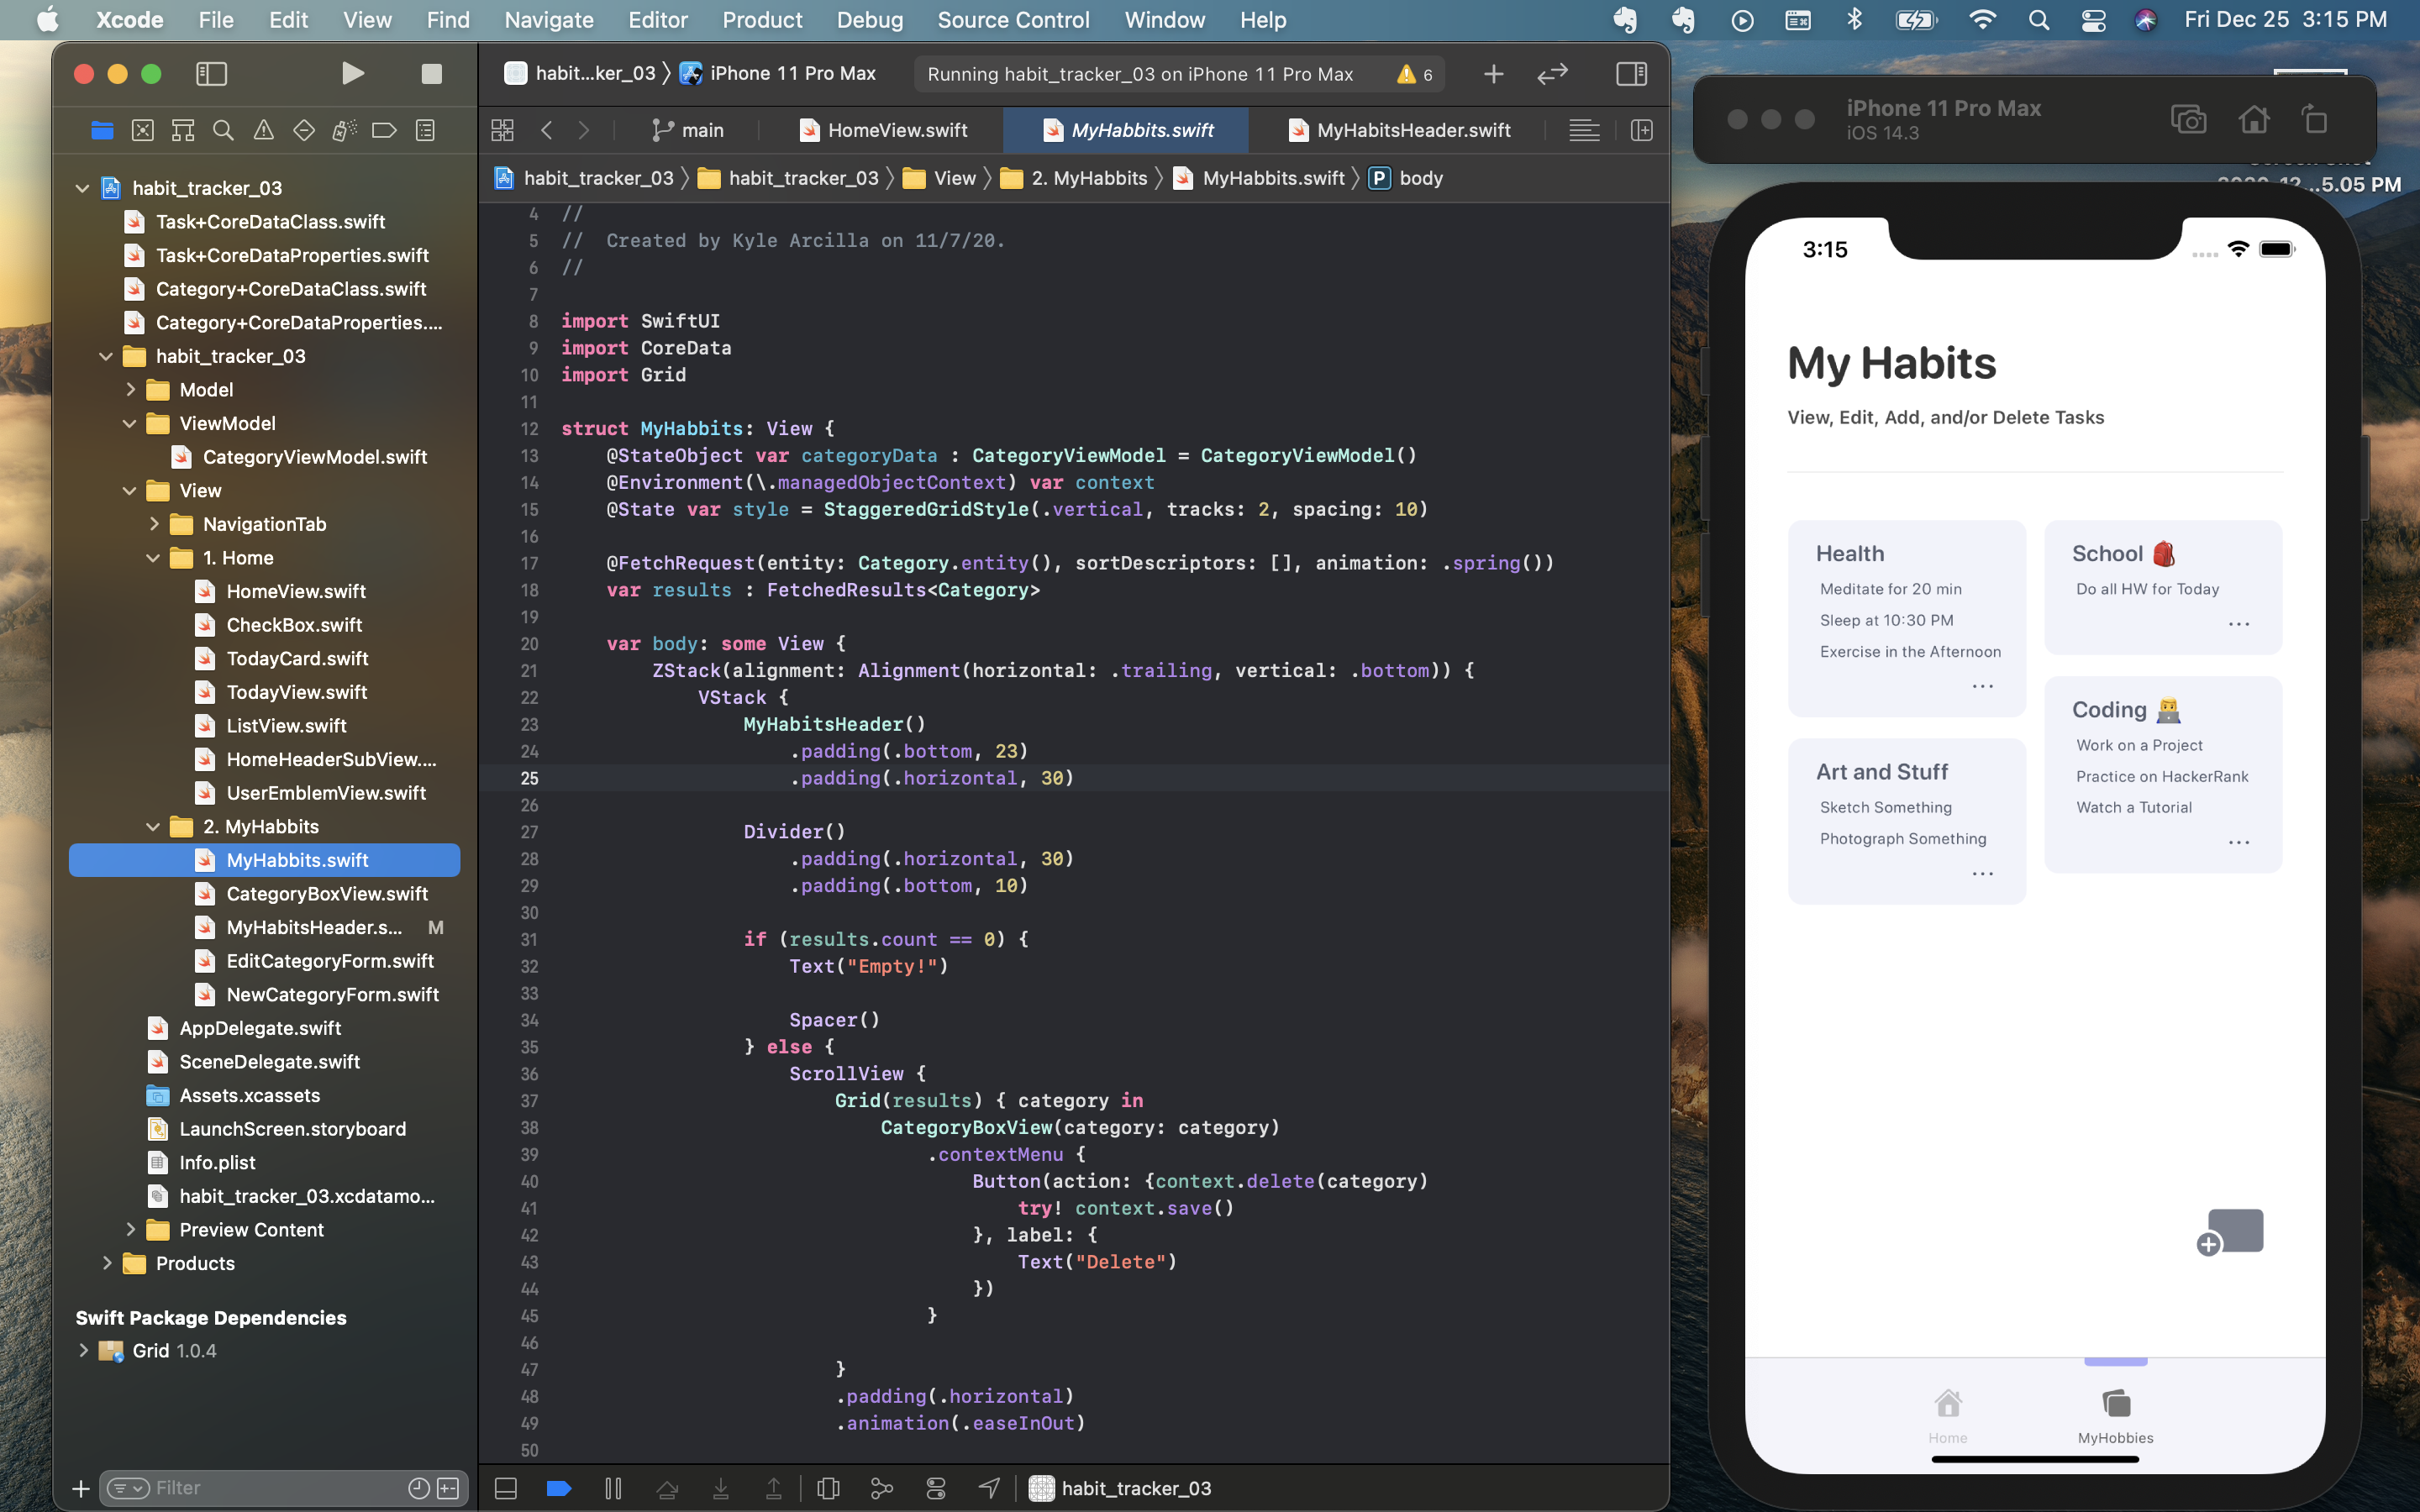 Xcode File Edit View Find Navigate Editor Product Debug Source Control Window Help Fri Dec 25 3:15 PM
habit...ker_03 iPhone 11 Pro Max Running habit_tracker_03 on iPhone 11 Pro Max 6
main HomeView.swift MyHabbits.swift MyHabitsHeader.swift
habit_tracker_03 habit_tracker_03 View 2. MyHabbits MyHabbits.swift P body
habit_tracker_03
Task+CoreDataClass.swift
Task+CoreDataProperties.swift
Category+CoreDataClass.swift
Category+CoreDataProperties....
habit_tracker_03
Model
ViewModel
CategoryViewModel.swift
View
NavigationTab
1. Home
HomeView.swift
CheckBox.swift
TodayCard.swift
TodayView.swift
ListView.swift
HomeHeaderSubView....
UserEmblemView.swift
2. MyHabbits
MyHabbits.swift
CategoryBoxView.swift
MyHabitsHeader.s... M
EditCategoryForm.swift
NewCategoryForm.swift
AppDelegate.swift
SceneDelegate.swift
Assets.xcassets
LaunchScreen.storyboard
Info.plist
habit_tracker_03.xcdatamo...
Preview Content
Products
Swift Package Dependencies
Grid 1.0.4
Filter
4 //
5 //  Created by Kyle Arcilla on 11/7/20.
6 //
7
8 import SwiftUI
9 import CoreData
10 import Grid
11
12 struct MyHabbits: View {
13     @StateObject var categoryData : CategoryViewModel = CategoryViewModel()
14     @Environment(\.managedObjectContext) var context
15     @State var style = StaggeredGridStyle(.vertical, tracks: 2, spacing: 10)
16
17     @FetchRequest(entity: Category.entity(), sortDescriptors: [], animation: .spring())
18     var results : FetchedResults<Category>
19
20     var body: some View {
21         ZStack(alignment: Alignment(horizontal: .trailing, vertical: .bottom)) {
22             VStack {
23                 MyHabitsHeader()
24                     .padding(.bottom, 23)
25                     .padding(.horizontal, 30)
26
27                 Divider()
28                     .padding(.horizontal, 30)
29                     .padding(.bottom, 10)
30
31                 if (results.count == 0) {
32                     Text("Empty!")
33
34                     Spacer()
35                 } else {
36                     ScrollView {
37                         Grid(results) { category in
38                             CategoryBoxView(category: category)
39                                 .contextMenu {
40                                     Button(action: {context.delete(category)
41                                         try! context.save()
42                                     }, label: {
43                                         Text("Delete")
44                                     })
45                                 }
46
47                         }
48                         .padding(.horizontal)
49                         .animation(.easeInOut)
50
habit_tracker_03
iPhone 11 Pro Max
iOS 14.3
...5.05 PM
3:15
My Habits
View, Edit, Add, and/or Delete Tasks
Health
Meditate for 20 min
Sleep at 10:30 PM
Exercise in the Afternoon
...
School
Do all HW for Today
...
Art and Stuff
Sketch Something
Photograph Something
...
Coding
Work on a Project
Practice on HackerRank
Watch a Tutorial
...
Home
MyHobbies